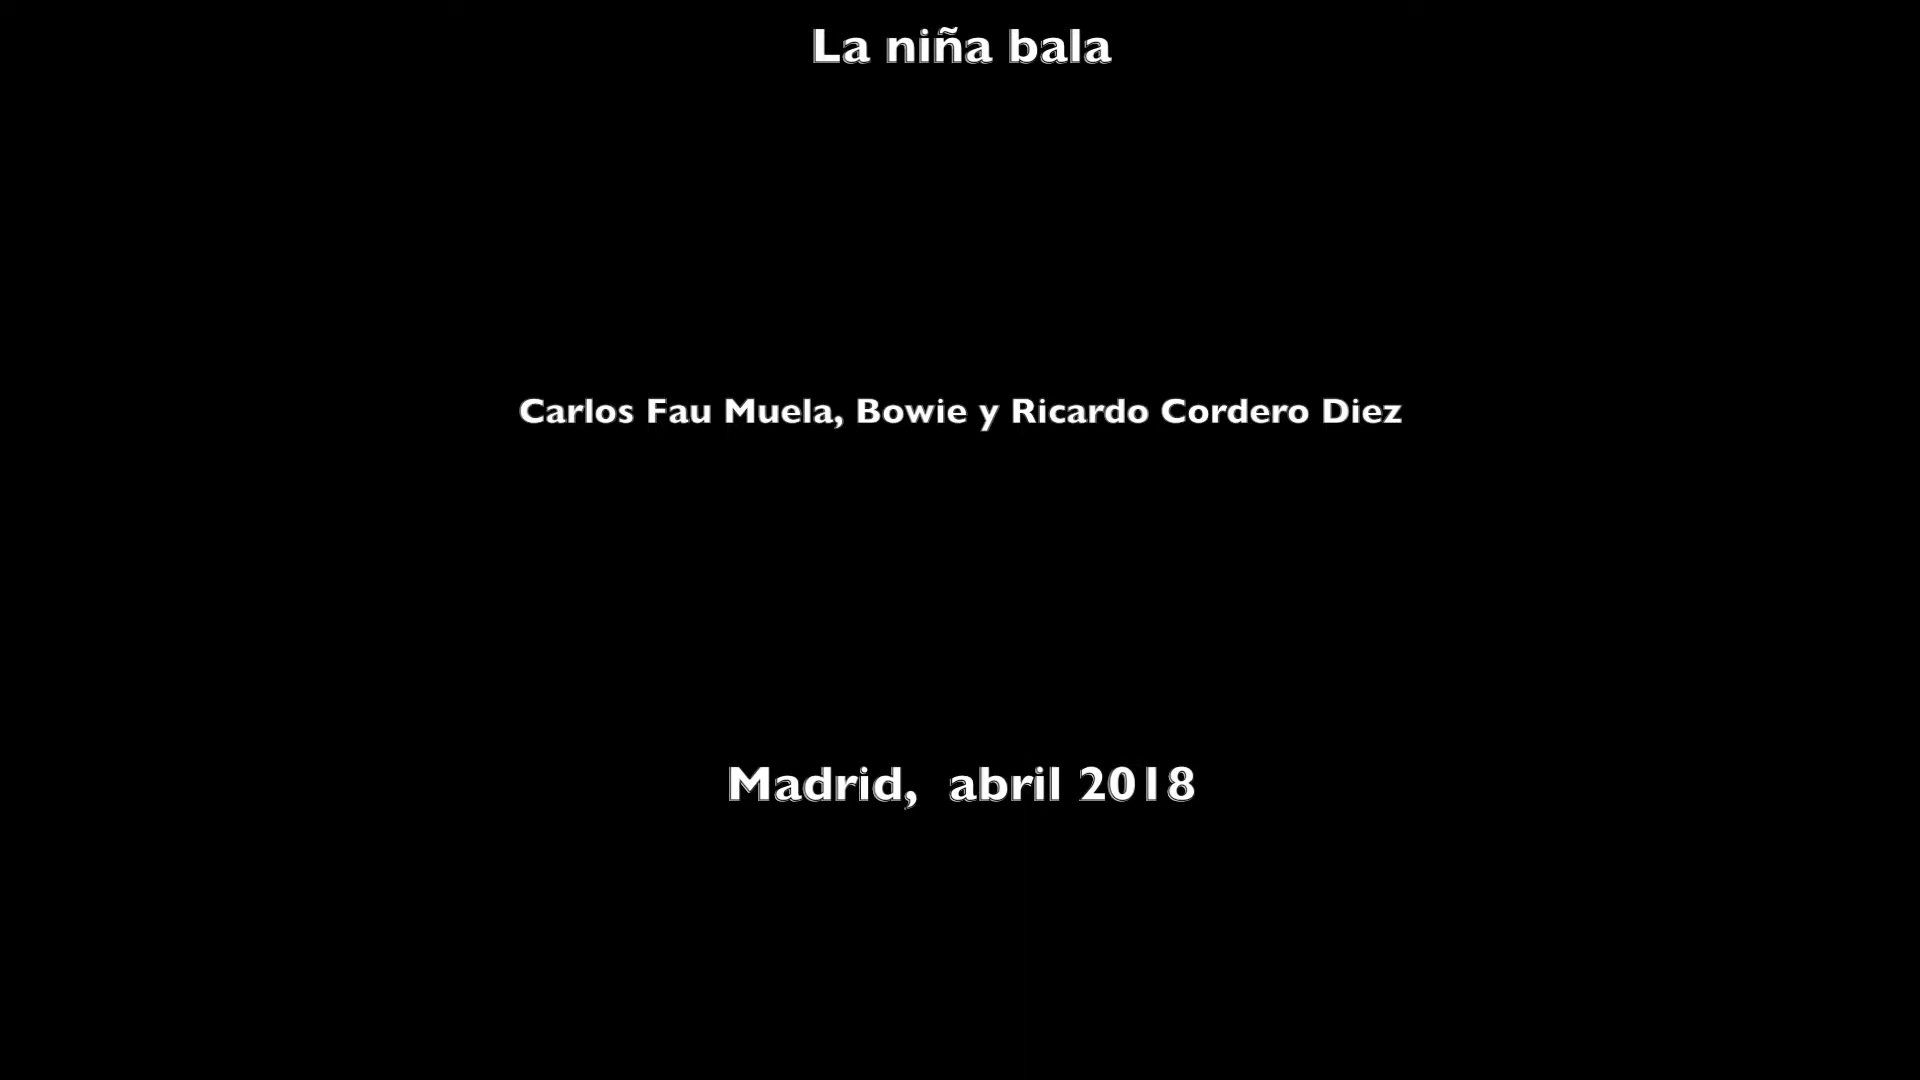 La niña bala
Carlos Fau Muela, Bowie y Ricardo Cordero Diez
Madrid,  abril 2018